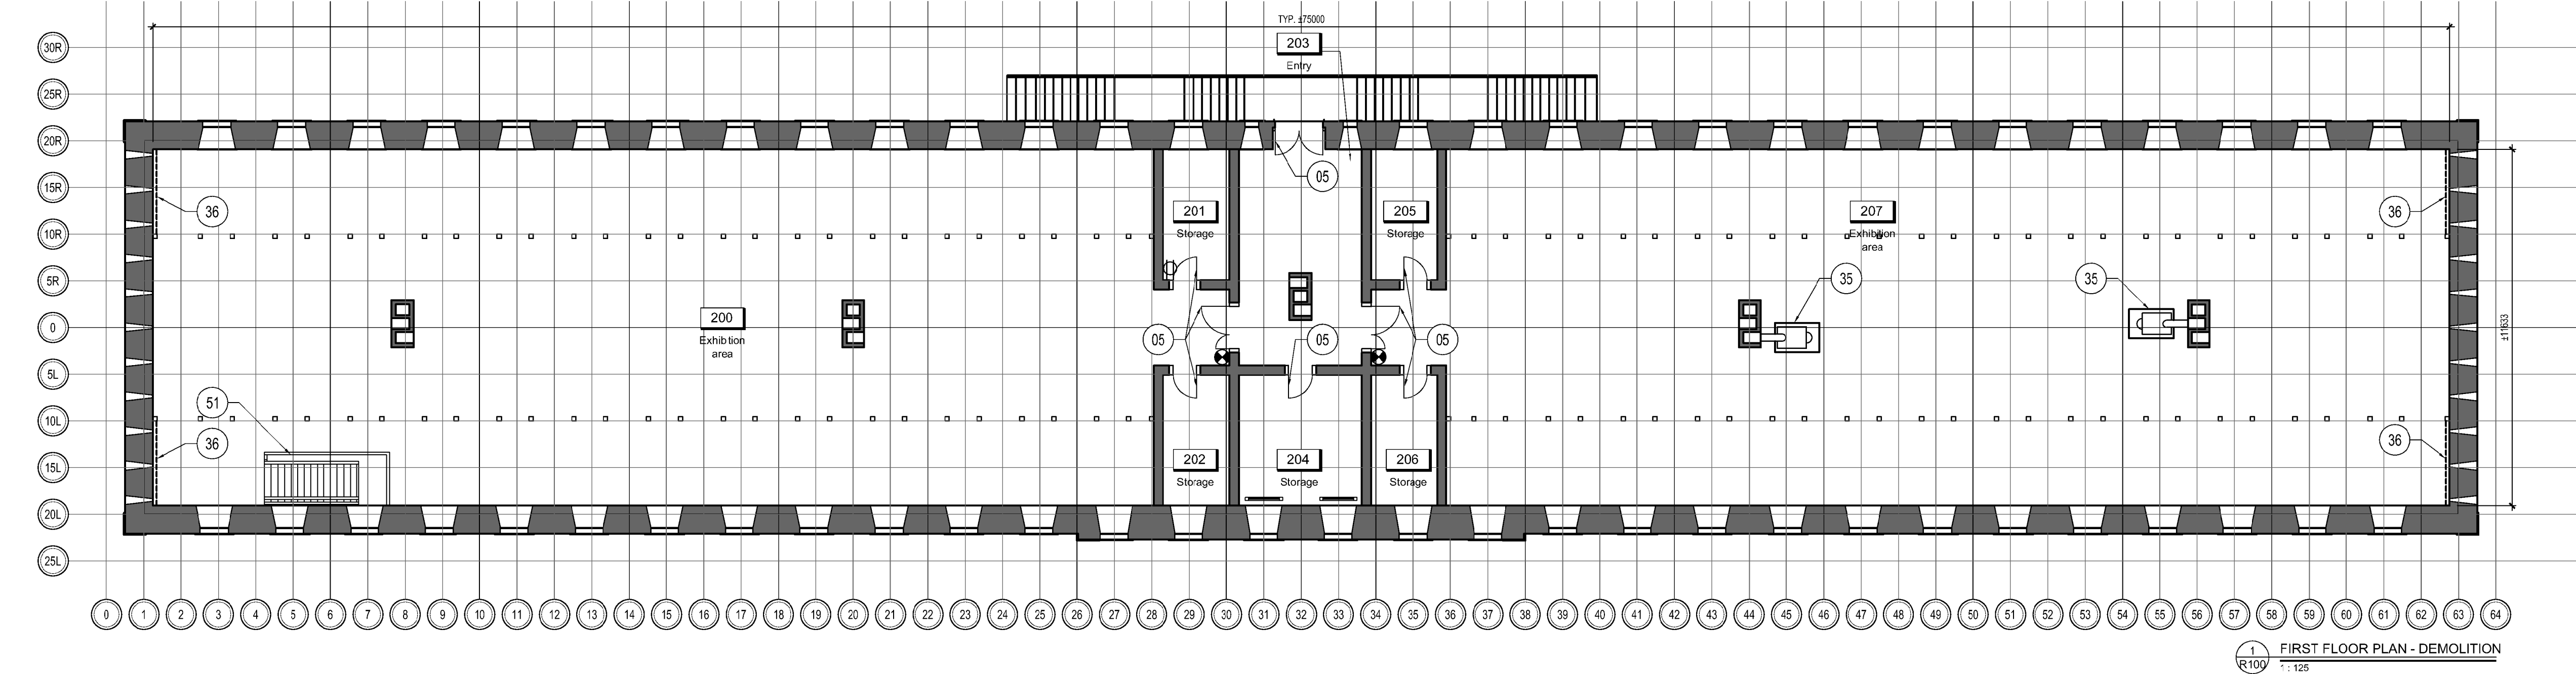 TYP. ±75000
30R
203
Entry
25R
20R
05
15R
36
201
Storage
205
Storage
207
Exhibition
area
36
10R
5R
35
35
0
200
Exhibtion
area
05
05
05
±11633
5L
51
10L
36
36
15L
202
Storage
204
Storage
206
Storage
20L
25L
0 1 2 3 4 5 6 7 8 9 10 11 12 13 14 15 16 17 18 19 20 21 22 23 24 25 26 27 28 29 30 31 32 33 34 35 36 37 38 39 40 41 42 43 44 45 46 47 48 49 50 51 52 53 54 55 56 57 58 59 60 61 62 63 64
1
R100
FIRST FLOOR PLAN - DEMOLITION
1 : 125